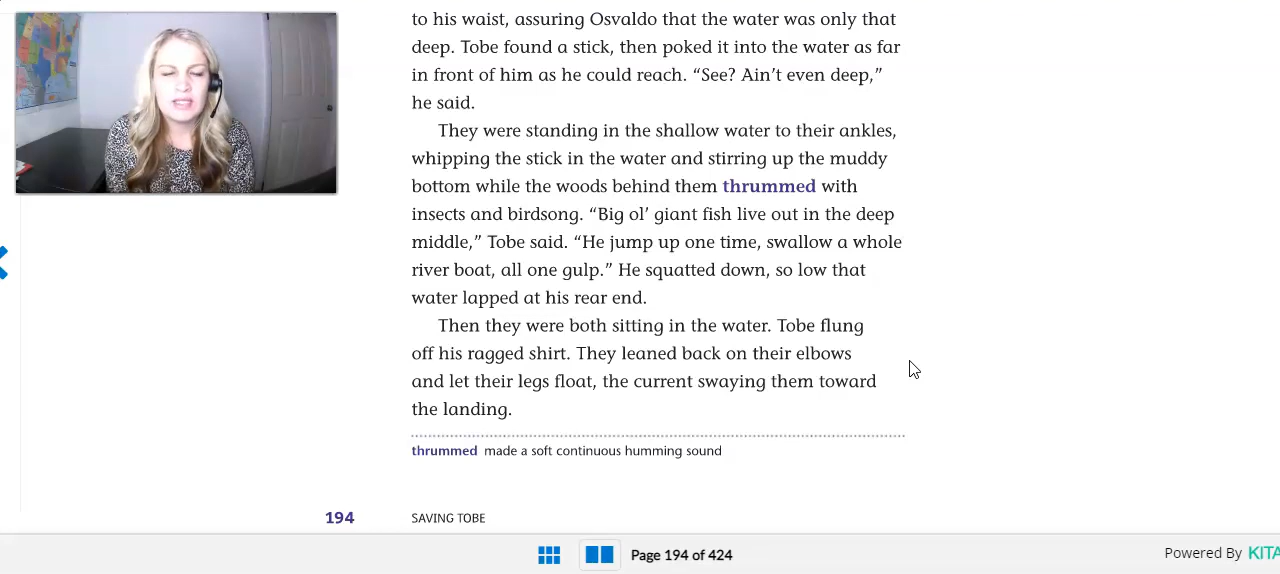 to his waist, assuring Osvaldo that the water was only that
deep. Tobe found a stick, then poked it into the water as far
in front of him as he could reach. “See? Ain’t even deep,”
he said.
They were standing in the shallow water to their ankles,
whipping the stick in the water and stirring up the muddy
bottom while the woods behind them thrummed with
insects and birdsong. “Big ol’ giant fish live out in the deep
middle,” Tobe said. “He jump up one time, swallow a whole
river boat, all one gulp.” He squatted down, so low that
water lapped at his rear end.
Then they were both sitting in the water. Tobe flung
off his ragged shirt. They leaned back on their elbows
and let their legs float, the current swaying them toward
the landing.
thrummed made a soft continuous humming sound
194 SAVING TOBE
Page 194 of 424
Powered By KITA